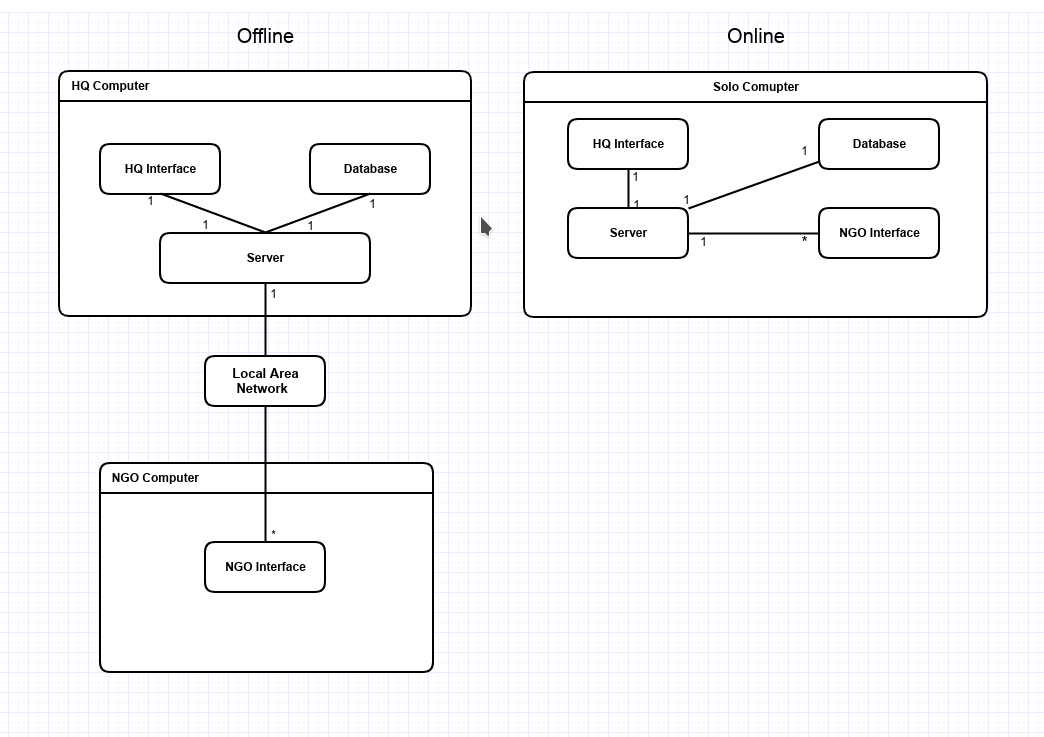 Offline
HQ Computer
HQ Interface
Database
1
1
1
1
Server
1
Local Area
Network
NGO Computer
*
NGO Interface
Online
Solo Comupter
HQ Interface
Database
1
1
1
1
Server
NGO Interface
1
*